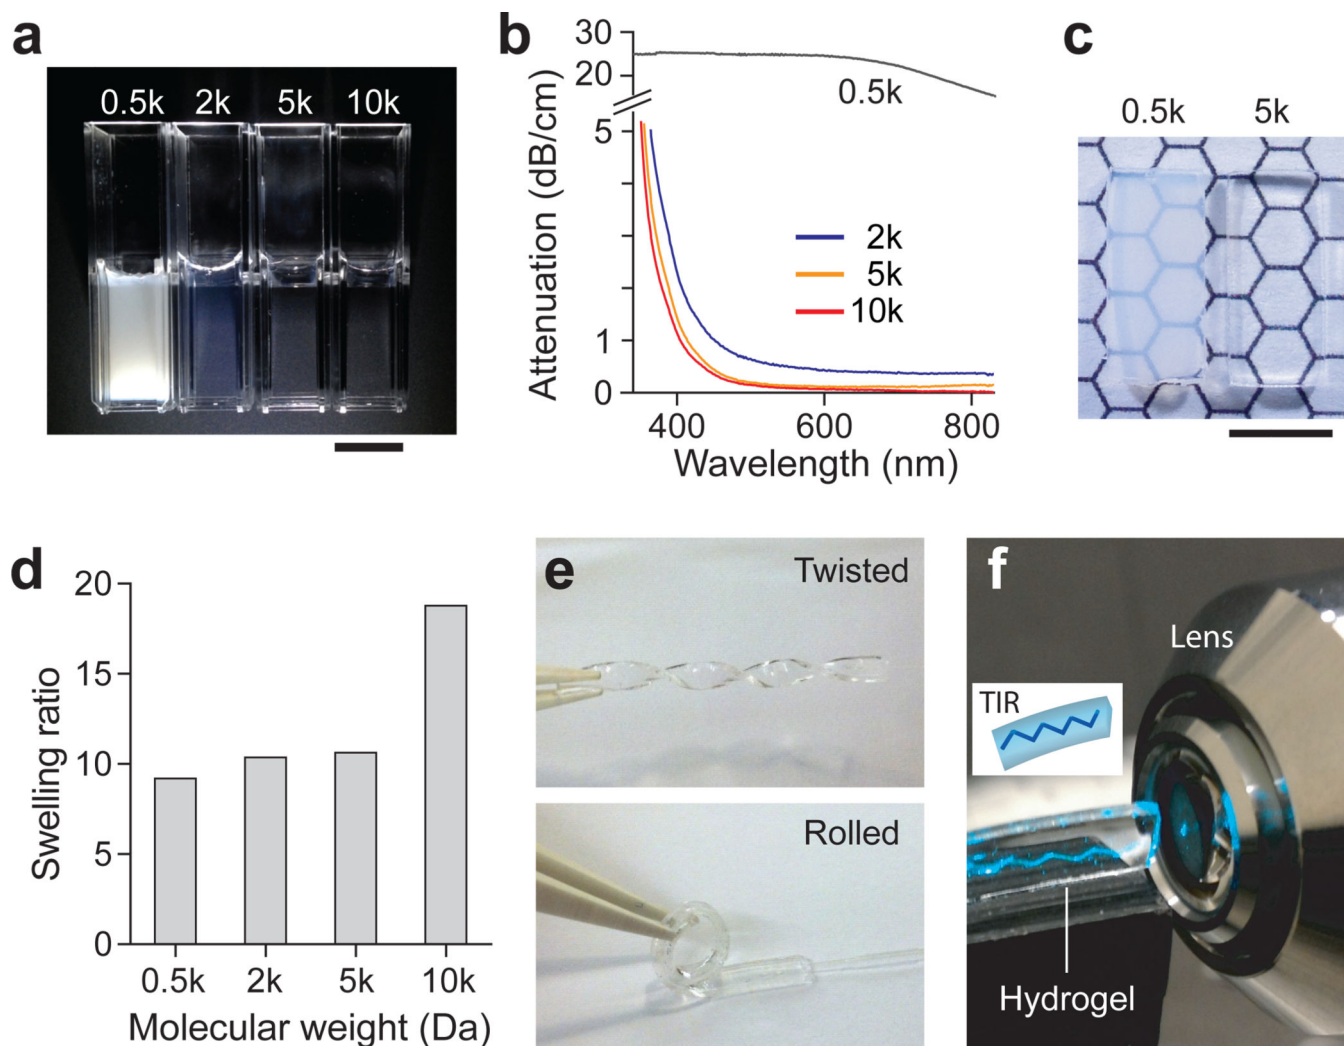 a
0.5k 2k 5k 10k
b
Attenuation (dB/cm)
30
20
5
1
0
0.5k
2k
5k
10k
400 600 800
Wavelength (nm)
c
0.5k 5k
d
Swelling ratio
20
15
10
5
0
0.5k 2k 5k 10k
Molecular weight (Da)
e
Twisted
Rolled
f
Lens
TIR
Hydrogel